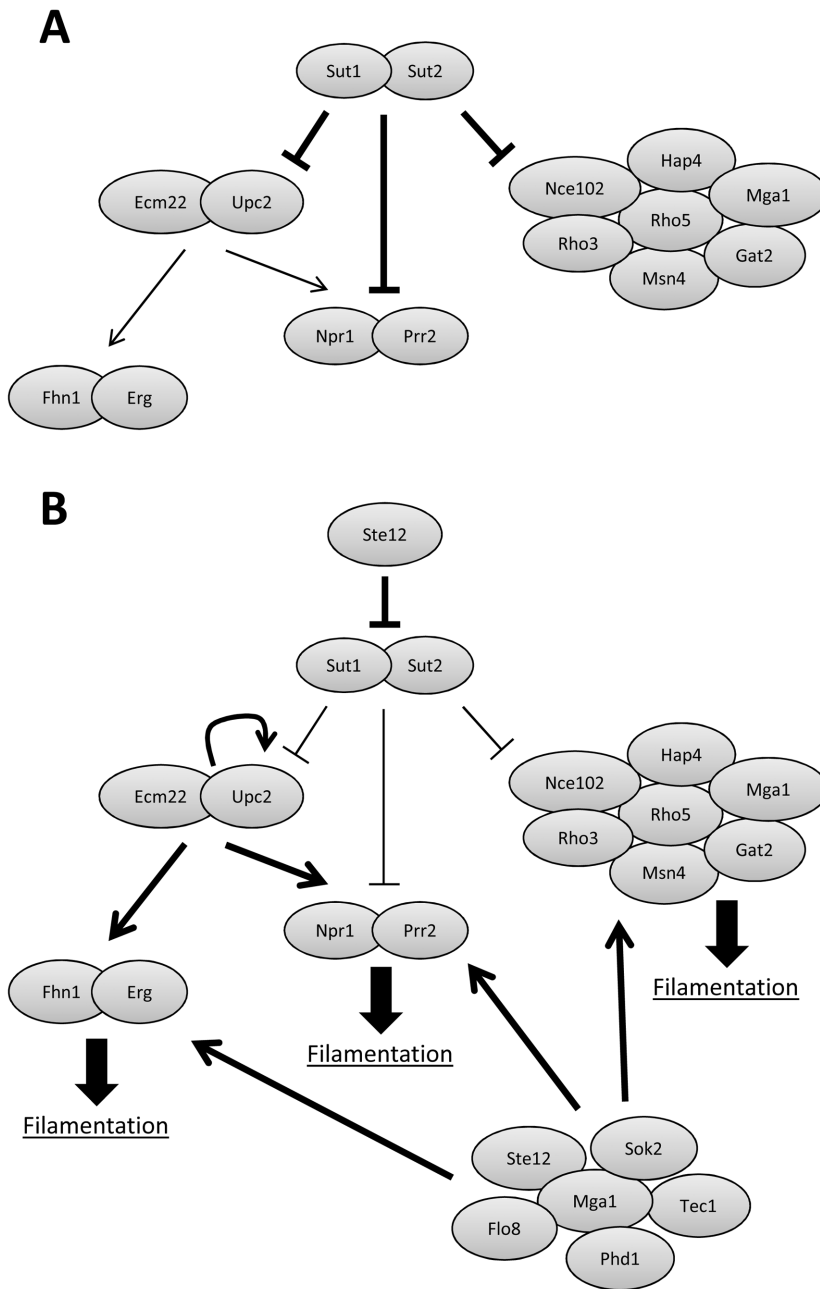 A
Sut1 Sut2
Hap4
Nce102 Mga1
Ecm22 Upc2
Rho5
Rho3 Gat2
Msn4
Npr1 Prr2
Fhn1 Erg
B
Ste12
Sut1 Sut2
Hap4
Nce102 Mga1
Ecm22 Upc2
Rho5
Rho3 Gat2
Msn4
Npr1 Prr2
Fhn1 Erg
Filamentation
Filamentation
Filamentation
Sok2
Ste12
Mga1 Tec1
Flo8
Phd1